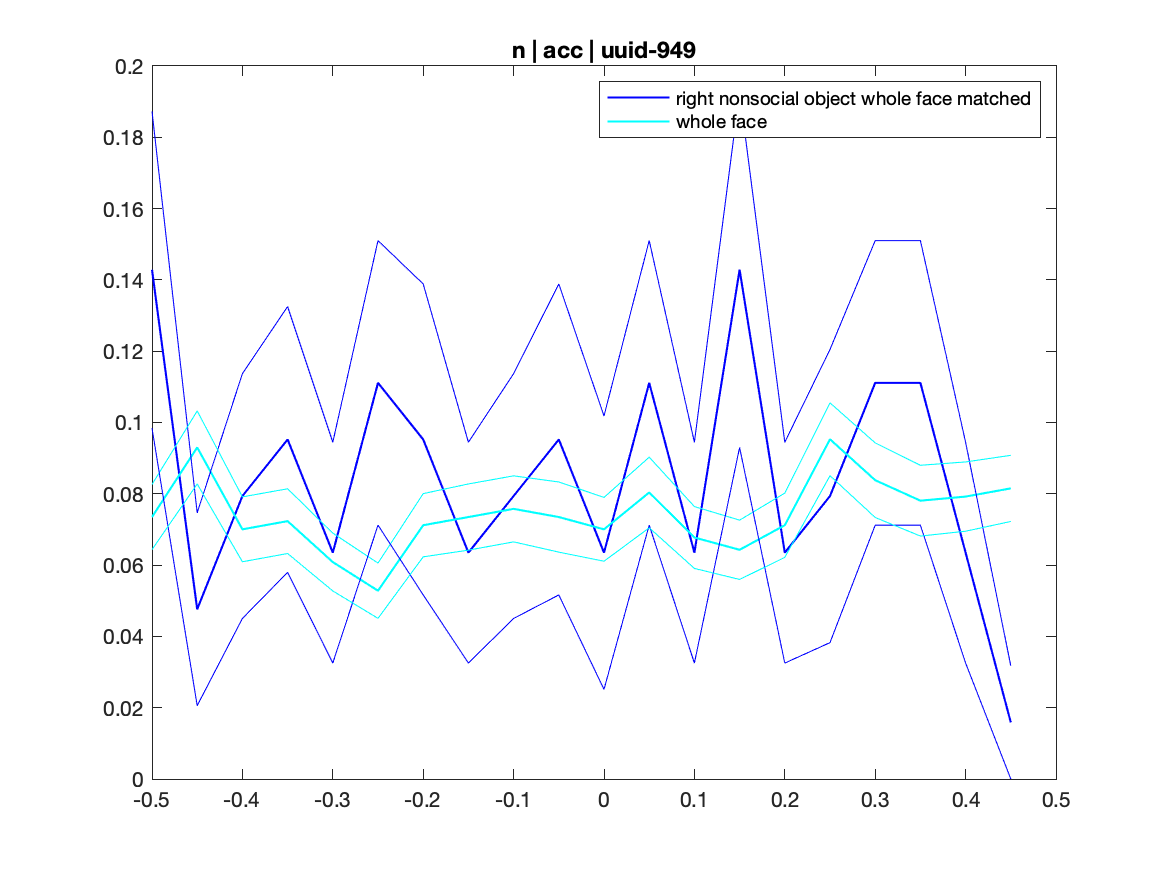 n | acc | uuid-949
right nonsocial object whole face matched
whole face
0.2
0.18
0.16
0.14
0.12
0.1
0.08
0.06
0.04
0.02
0
-0.5 -0.4 -0.3 -0.2 -0.1 0 0.1 0.2 0.3 0.4 0.5